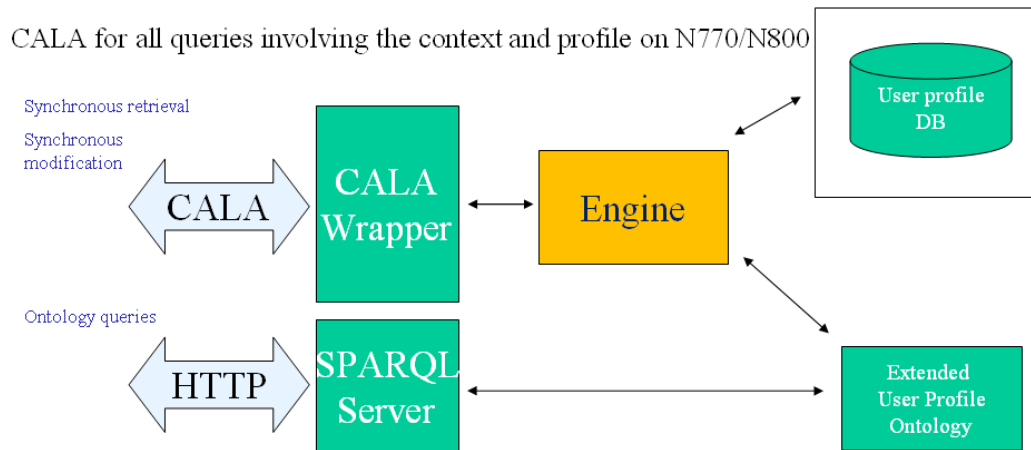 CALA for all queries involving the context and profile on N770/N800
User profile
DB
Synchronous retrieval
Synchronous
modification
CALA
CALA
Wrapper
Engine
Ontology queries
HTTP
SPARQL
Server
Extended
User Profile
Ontology